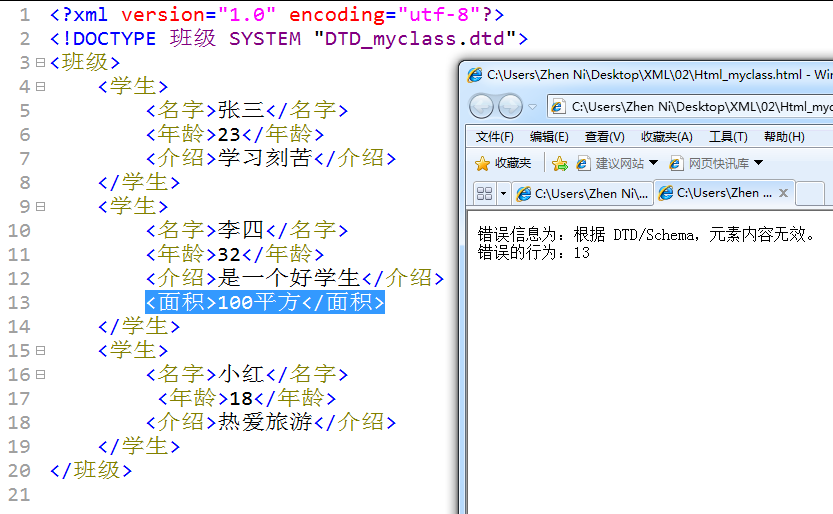 1 <?xml version="1.0" encoding="utf-8"?>
2 <!DOCTYPE 班级 SYSTEM "DTD_myclass.dtd">
3 <班级>
4 <学生>
5 <名字>张三</名字>
6 <年龄>23</年龄>
7 <介绍>学习刻苦</介绍>
8 </学生>
9 <学生>
10 <名字>李四</名字>
11 <年龄>32</年龄>
12 <介绍>是一个好学生</介绍>
13 <面积>100平方</面积>
14 </学生>
15 <学生>
16 <名字>小红</名字>
17 <年龄>18</年龄>
18 <介绍>热爱旅游</介绍>
19 </学生>
20 </班级>
21
C:\Users\Zhen Ni\Desktop\XML\02\Html_myclass.html - Win
C:\Users\Zhen Ni\Desktop\XML\02\Html_my
文件(F) 编辑(E) 查看(V) 收藏夹(A) 工具(T) 帮助(H)
收藏夹 建议网站 网页快讯库
C:\Users\Zhen Ni\... C:\Users\Zhen ... X
错误信息为：根据 DTD/Schema，元素内容无效。
错误的行为：13